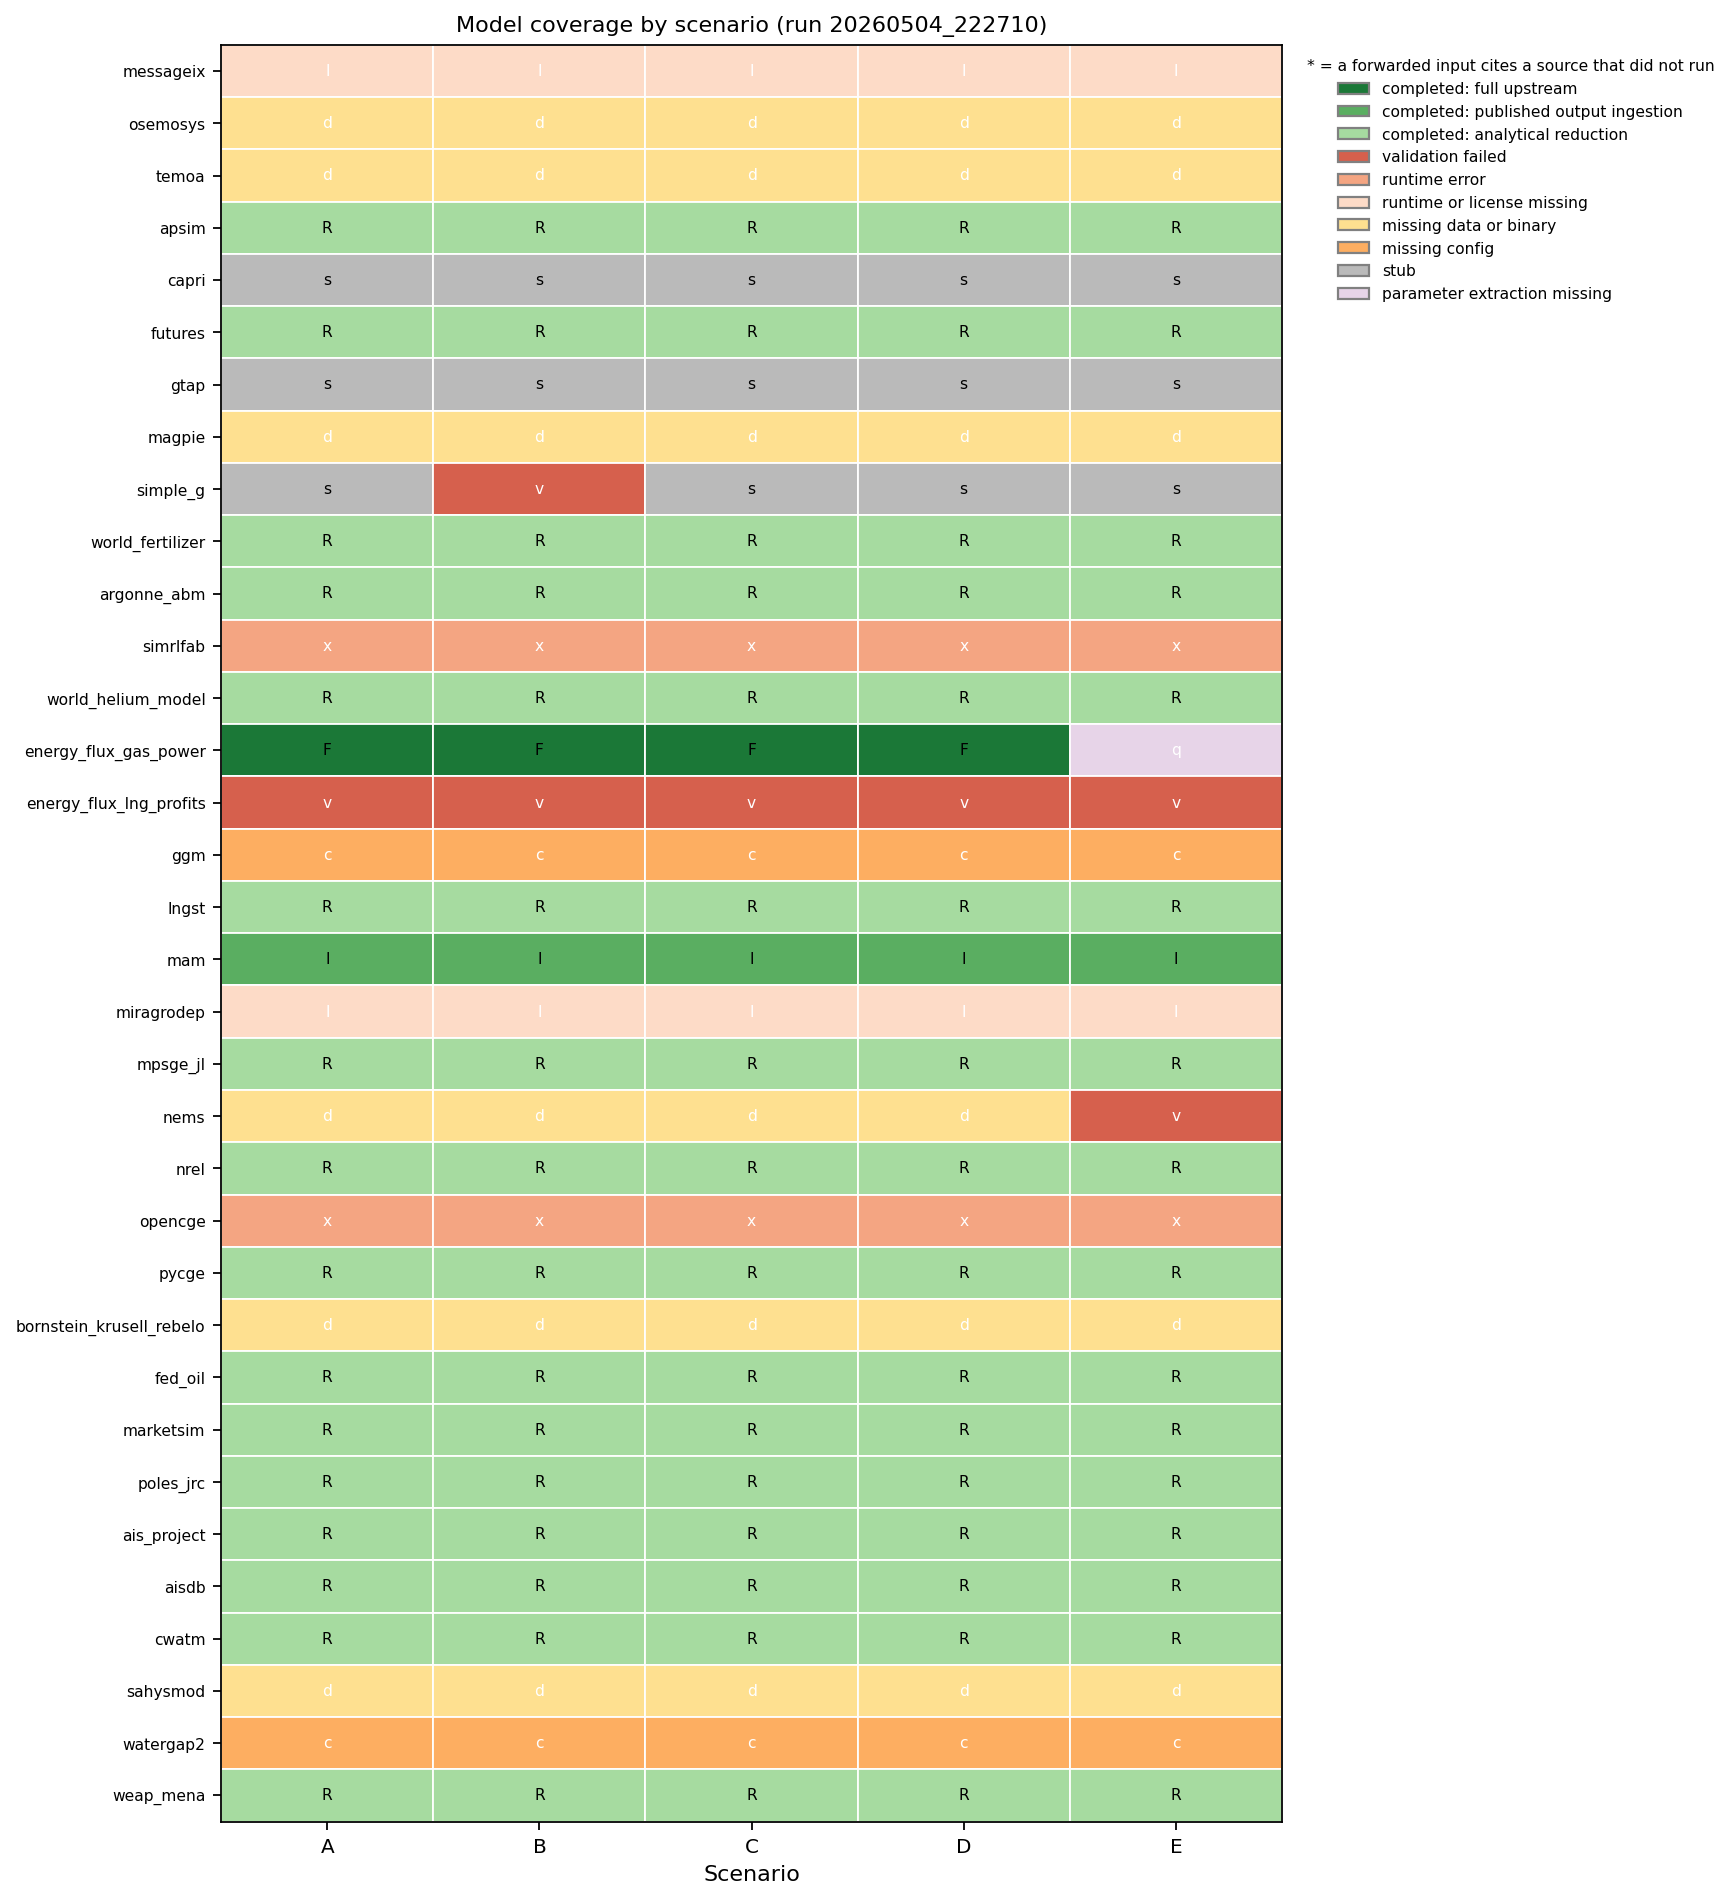 Model coverage by scenario (run 20260504_222710)
* = a forwarded input cites a source that did not run
completed: full upstream
completed: published output ingestion
completed: analytical reduction
validation failed
runtime error
runtime or license missing
missing data or binary
missing config
stub
parameter extraction missing
messageix l l l l l
osemosys d d d d d
temoa d d d d d
apsim R R R R R
capri s s s s s
futures R R R R R
gtap s s s s s
magpie d d d d d
simple_g s v s s s
world_fertilizer R R R R R
argonne_abm R R R R R
simrlfab x x x x x
world_helium_model R R R R R
energy_flux_gas_power F F F F q
energy_flux_lng_profits v v v v v
ggm c c c c c
lngst R R R R R
mam I I I I I
miragrodep l l l l l
mpsge_jl R R R R R
nems d d d d v
nrel R R R R R
opencge x x x x x
pycge R R R R R
bornstein_krusell_rebelo d d d d d
fed_oil R R R R R
marketsim R R R R R
poles_jrc R R R R R
ais_project R R R R R
aisdb R R R R R
cwatm R R R R R
sahysmod d d d d d
watergap2 c c c c c
weap_mena R R R R R
A B C D E
Scenario